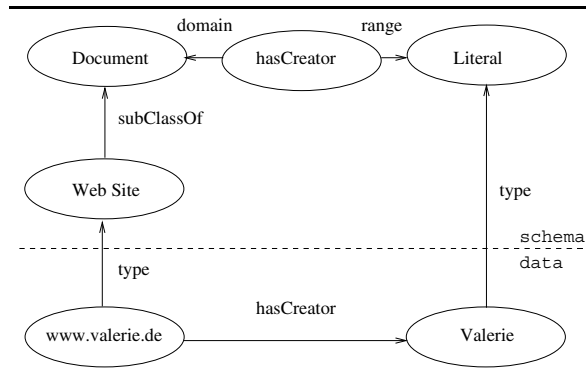 domain
range
Document
hasCreator
Literal
subClassOf
Web Site
type
schema
data
type
hasCreator
www.valerie.de
Valerie